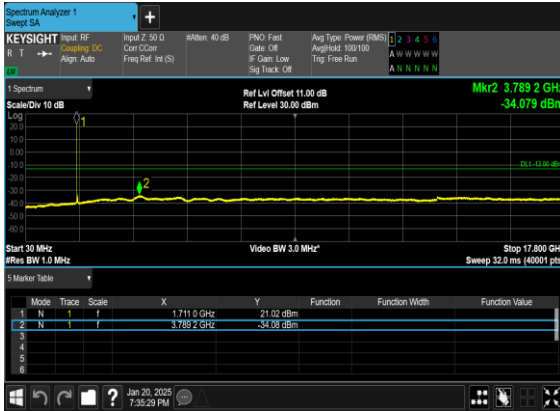 Spectrum Analyzer 1
Swept SA
KEYSIGHT Input: RF Input Z: 50 Ω #Atten: 40 dB PNO: Fast Avg Type: Power (RMS) 1 2 3 4 5 6
R T Coupling: DC Corr CCorr Gate: Off Avg|Hold: 100/100 A W W W W W
Align: Auto Freq Ref: Int (S) IF Gain: Low Trig: Free Run
Sig Track: Off A N N N N N
1 Spectrum Ref Lvl Offset 11.00 dB Mkr2 3.789 2 GHz
Scale/Div 10 dB Ref Level 30.00 dBm -34.079 dBm
Log
20.0 1
10.0
0.00
-10.0 DL1 -13.00 dBm
-20.0
-30.0 2
-40.0
-50.0
-60.0
Start 30 MHz Video BW 3.0 MHz* Stop 17.800 GHz
#Res BW 1.0 MHz Sweep 32.0 ms (40001 pts)
5 Marker Table
Mode Trace Scale X Y Function Function Width Function Value
1 N 1 f 1.711 0 GHz 21.02 dBm
2 N 1 f 3.789 2 GHz -34.08 dBm
3
4
5
6
Jan 20, 2025
7:35:29 PM